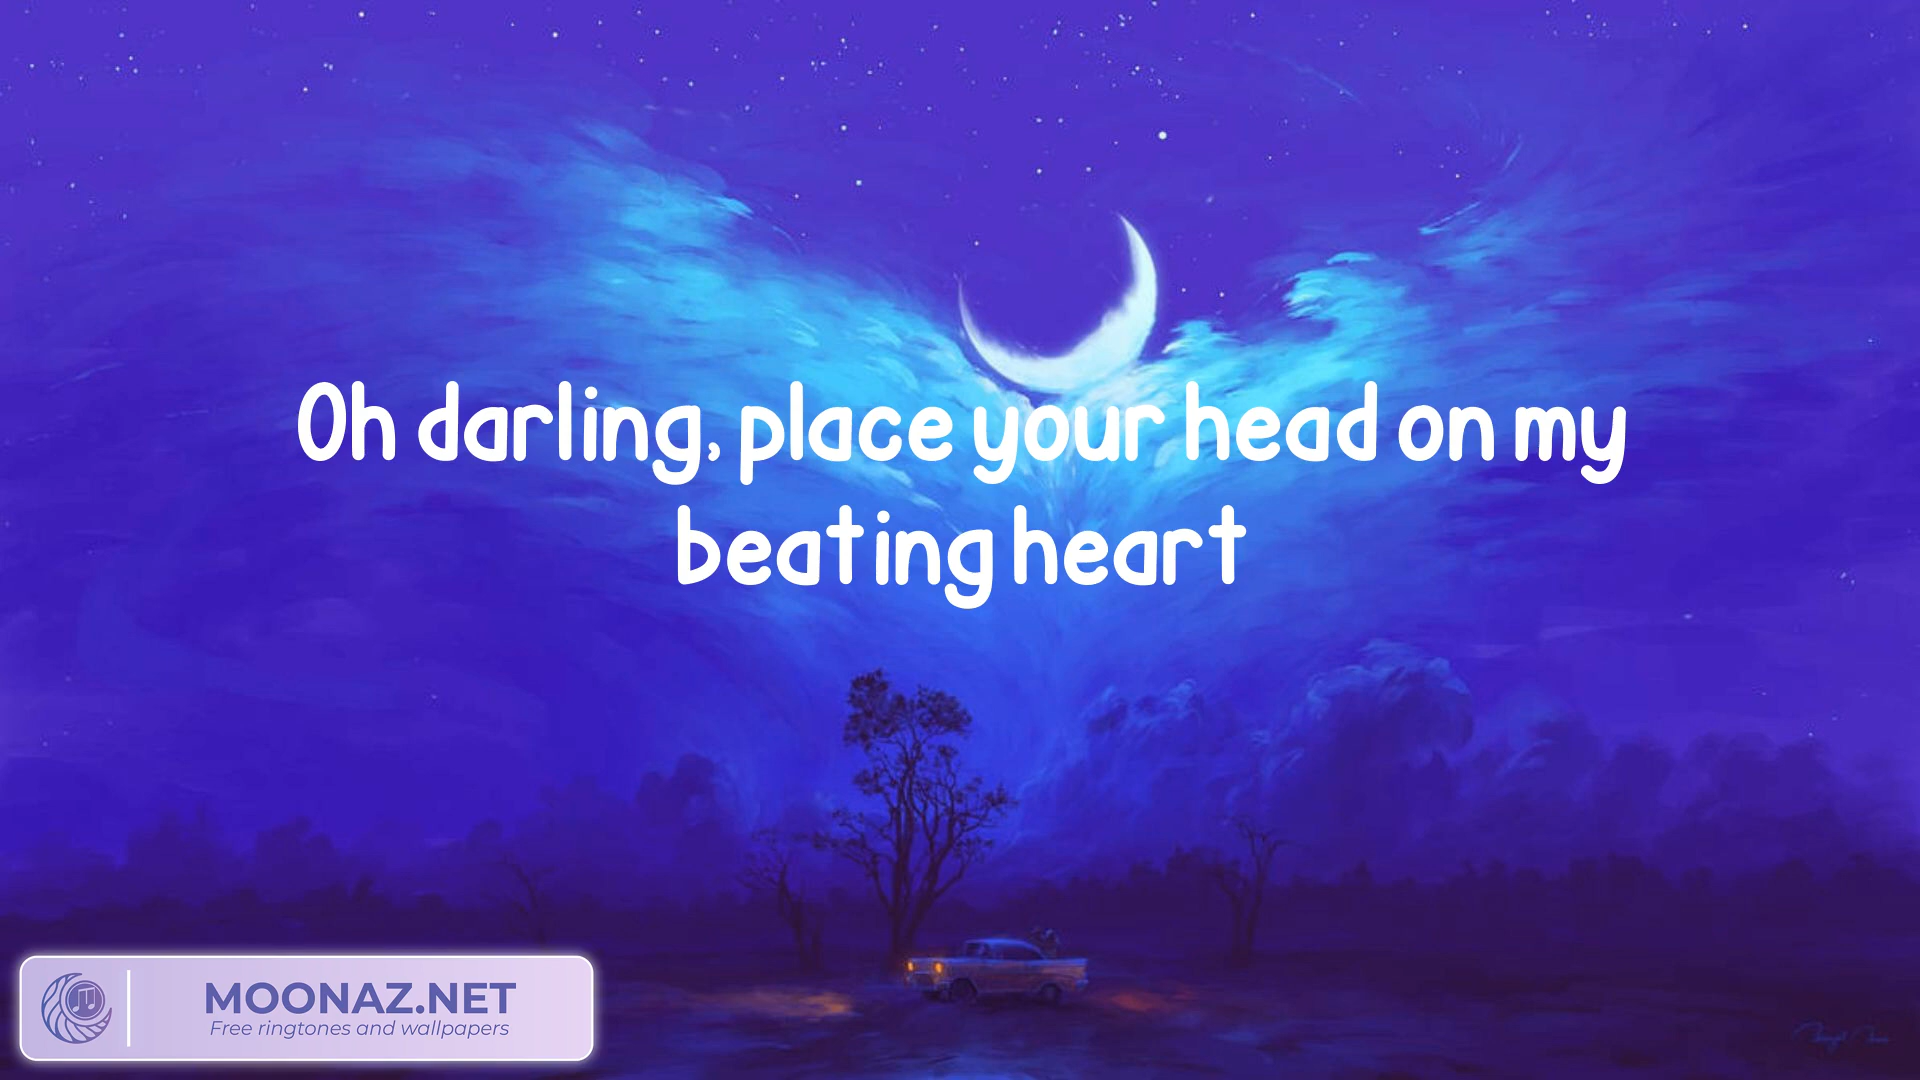 Oh darling, place your head on my
beating heart
MOONAZ.NET
Free ringtones and wallpapers